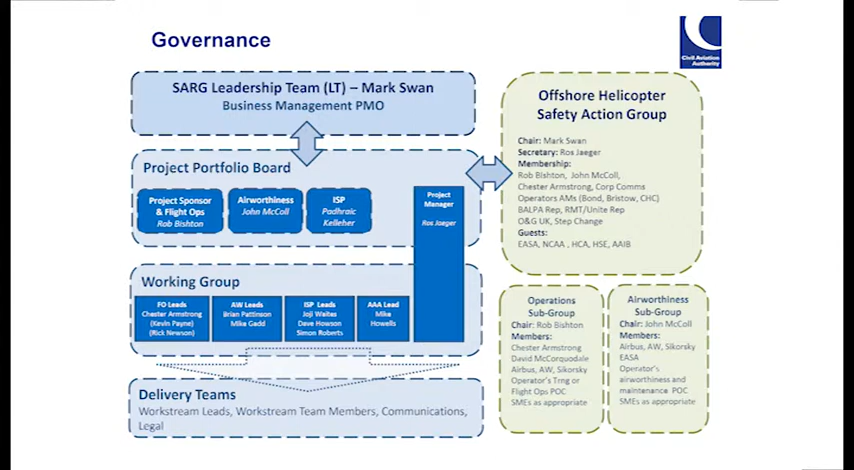 Governance
Civil Aviation
Authority
SARG Leadership Team (LT) – Mark Swan
Business Management PMO
Project Portfolio Board
Project Sponsor
& Flight Ops
Rob Bishton
Airworthiness
John McColl
ISP
Padhraic
Kelleher
Project
Manager
Ros Jaeger
Working Group
FO Leads
Chester Armstrong
(Kevin Payne)
(Rick Newson)
AW Leads
Brian Pattinson
Mike Gadd
ISP Leads
Joji Waites
Dave Howson
Simon Roberts
AAA Lead
Mike
Howells
Delivery Teams
Workstream Leads, Workstream Team Members, Communications,
Legal
Offshore Helicopter
Safety Action Group
Chair: Mark Swan
Secretary: Ros Jaeger
Membership:
Rob Bishton, John McColl,
Chester Armstrong, Corp Comms
Operators AMs (Bond, Bristow, CHC)
BALPA Rep, RMT/Unite Rep
O&G UK, Step Change
Guests:
EASA, NCAA , HCA, HSE, AAIB
Operations
Sub-Group
Chair: Rob Bishton
Members:
Chester Armstrong
David McCorquodale
Airbus, AW, Sikorsky
Operator's Trng or
Flight Ops POC
SMEs as appropriate
Airworthiness
Sub-Group
Chair: John McColl
Members:
Airbus, AW, Sikorsky
EASA
Operator's
airworthiness and
maintenance POC
SMEs as appropriate